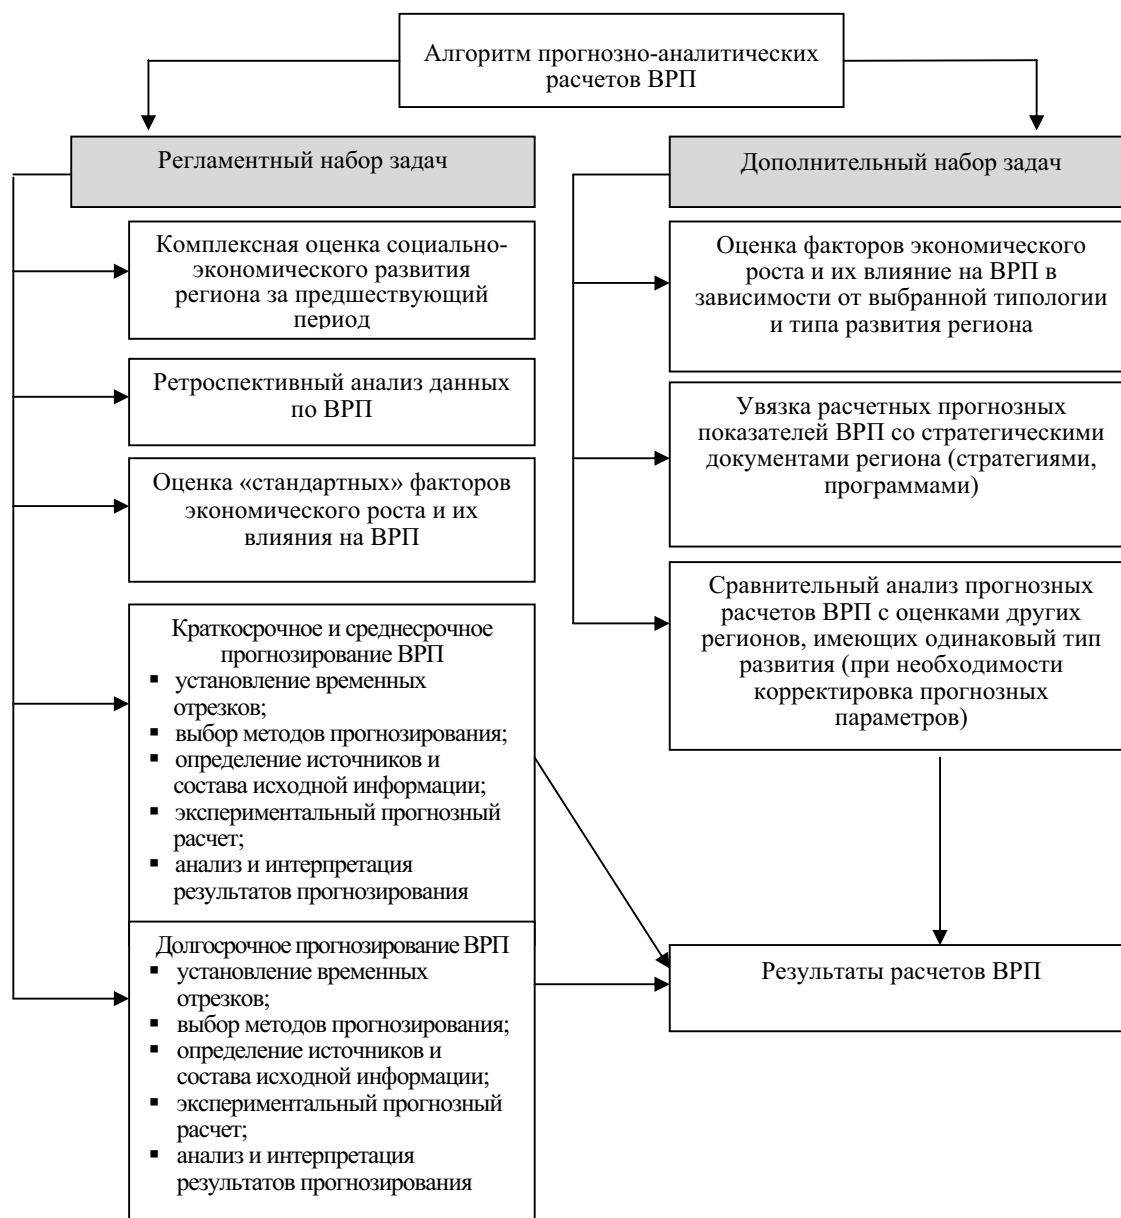 Алгоритм прогнозно-аналитических
расчетов ВРП
Регламентный набор задач
Комплексная оценка социально-
экономического развития
региона за предшествующий
период
Ретроспективный анализ данных
по ВРП
Оценка «стандартных» факторов
экономического роста и их
влияния на ВРП
Краткосрочное и среднесрочное
прогнозирование ВРП
▪ установление временных
отрезков;
▪ выбор методов прогнозирования;
▪ определение источников и
состава исходной информации;
▪ экспериментальный прогнозный
расчет;
▪ анализ и интерпретация
результатов прогнозирования
Долгосрочное прогнозирование ВРП
▪ установление временных
отрезков;
▪ выбор методов прогнозирования;
▪ определение источников и
состава исходной информации;
▪ экспериментальный прогнозный
расчет;
▪ анализ и интерпретация
результатов прогнозирования
Дополнительный набор задач
Оценка факторов экономического
роста и их влияние на ВРП в
зависимости от выбранной типологии
и типа развития региона
Увязка расчетных прогнозных
показателей ВРП со стратегическими
документами региона (стратегиями,
программами)
Сравнительный анализ прогнозных
расчетов ВРП с оценками других
регионов, имеющих одинаковый тип
развития (при необходимости
корректировка прогнозных
параметров)
Результаты расчетов ВРП